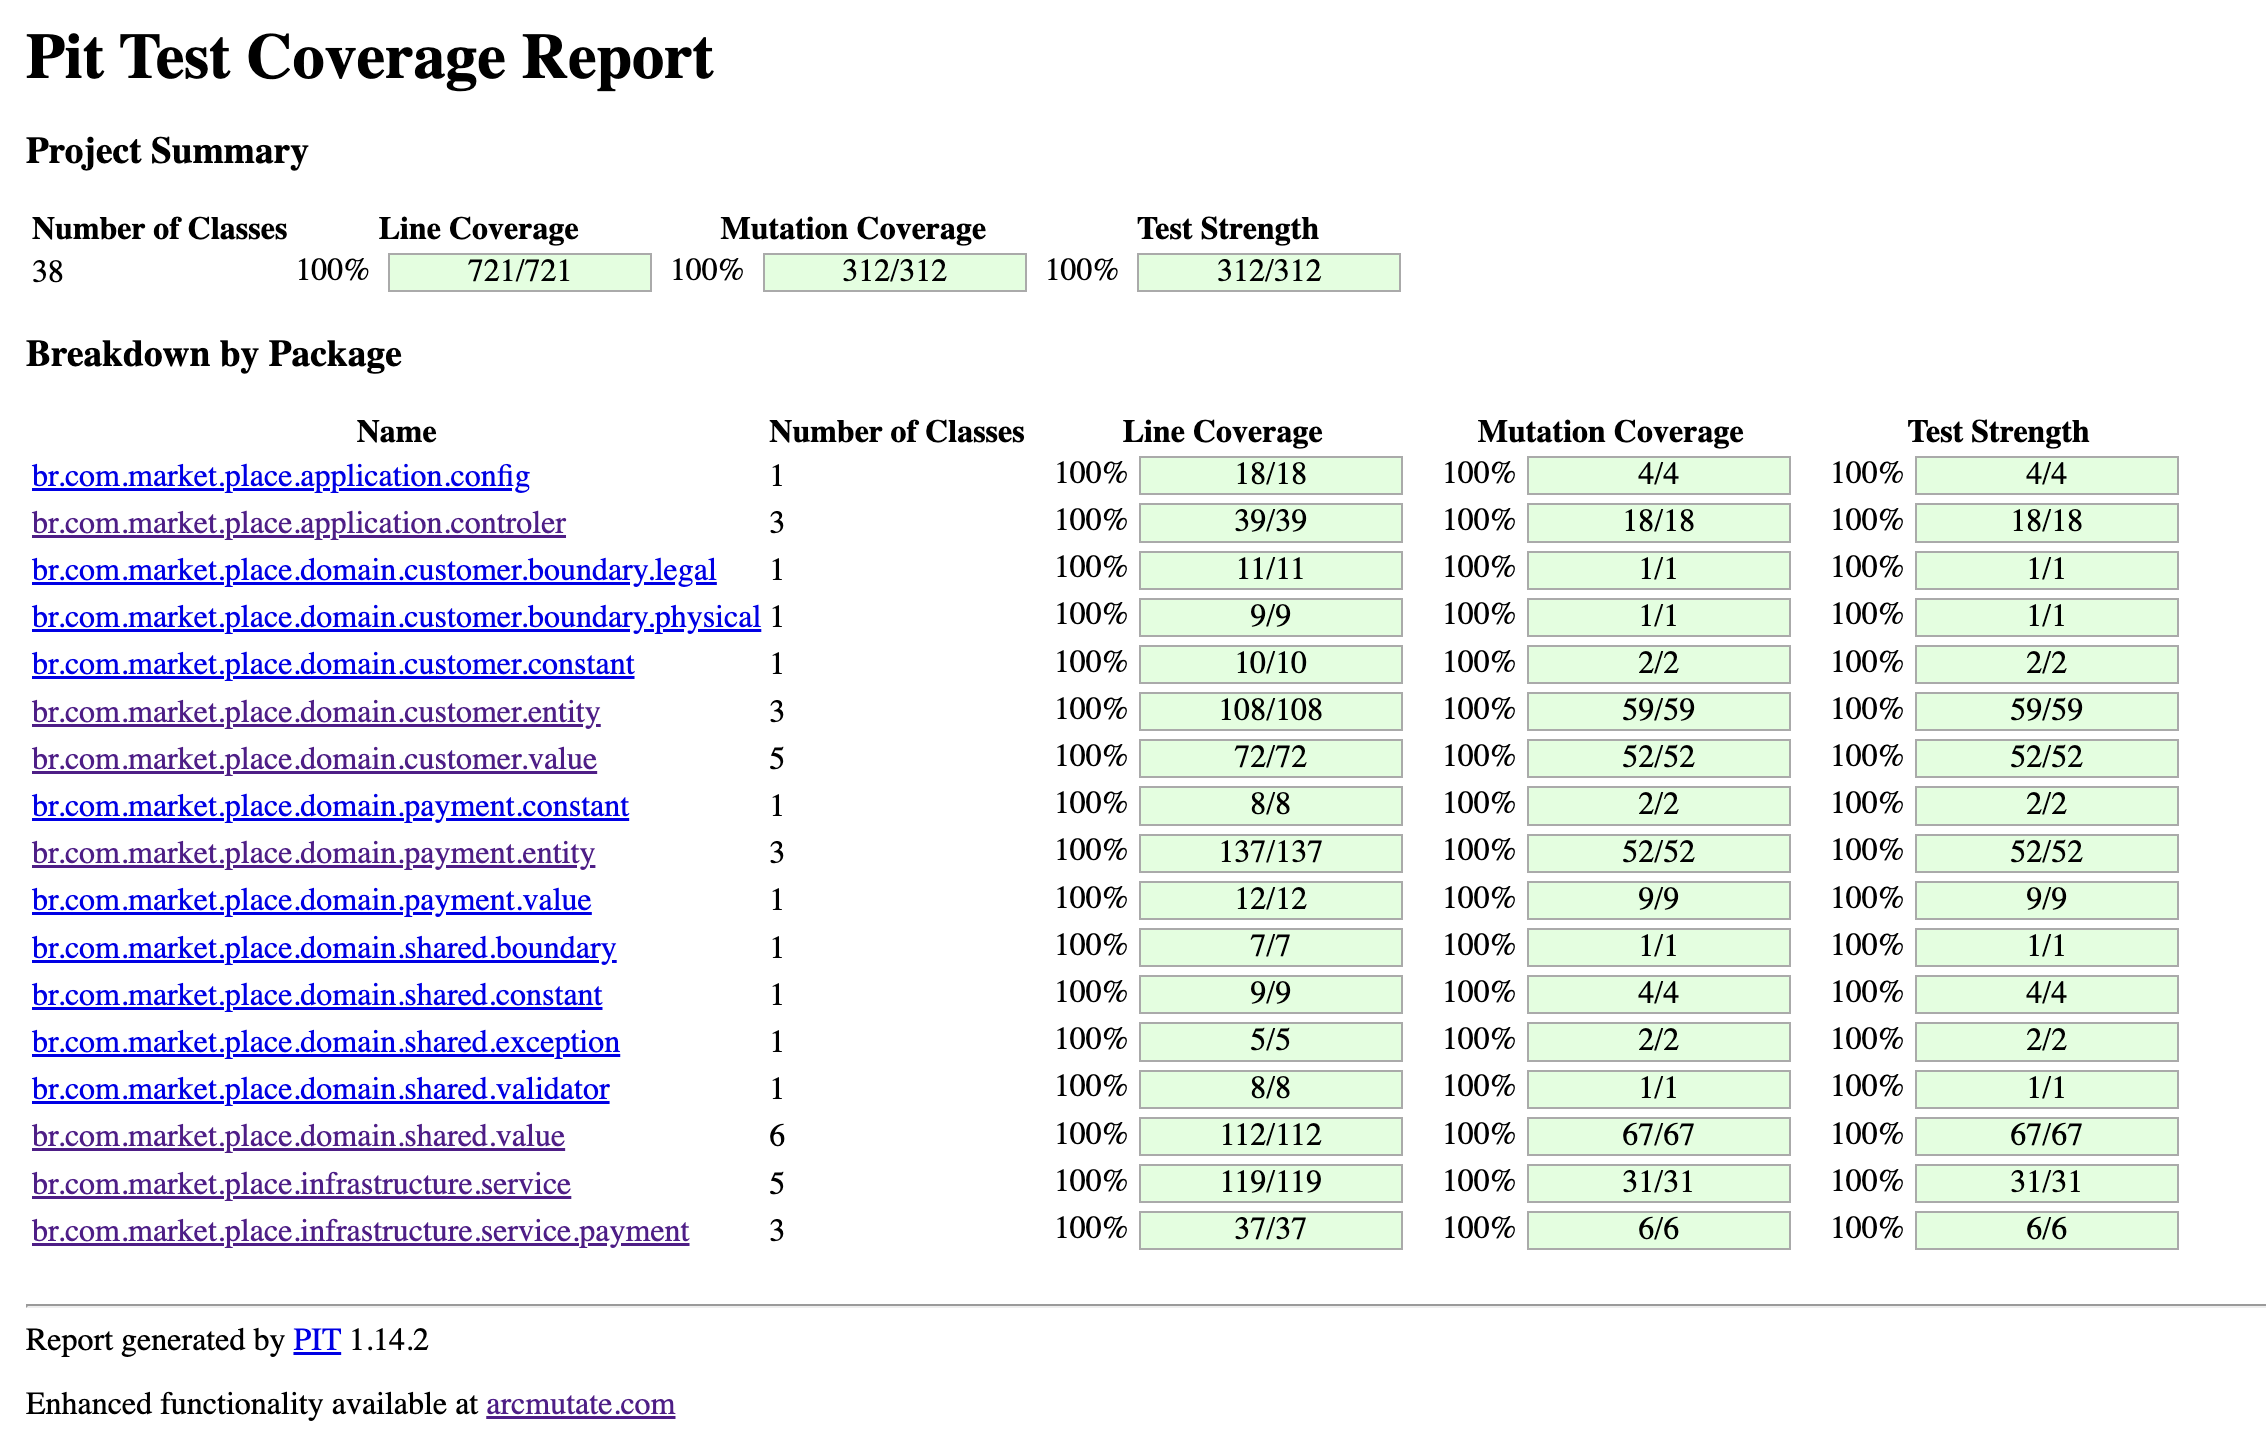 Pit Test Coverage Report
Project Summary
Number of Classes Line Coverage Mutation Coverage Test Strength
38 100% 721/721 100% 312/312 100% 312/312
Breakdown by Package
Name Number of Classes Line Coverage Mutation Coverage Test Strength
br.com.market.place.application.config 1 100% 18/18 100% 4/4 100% 4/4
br.com.market.place.application.controler 3 100% 39/39 100% 18/18 100% 18/18
br.com.market.place.domain.customer.boundary.legal 1 100% 11/11 100% 1/1 100% 1/1
br.com.market.place.domain.customer.boundary.physical 1 100% 9/9 100% 1/1 100% 1/1
br.com.market.place.domain.customer.constant 1 100% 10/10 100% 2/2 100% 2/2
br.com.market.place.domain.customer.entity 3 100% 108/108 100% 59/59 100% 59/59
br.com.market.place.domain.customer.value 5 100% 72/72 100% 52/52 100% 52/52
br.com.market.place.domain.payment.constant 1 100% 8/8 100% 2/2 100% 2/2
br.com.market.place.domain.payment.entity 3 100% 137/137 100% 52/52 100% 52/52
br.com.market.place.domain.payment.value 1 100% 12/12 100% 9/9 100% 9/9
br.com.market.place.domain.shared.boundary 1 100% 7/7 100% 1/1 100% 1/1
br.com.market.place.domain.shared.constant 1 100% 9/9 100% 4/4 100% 4/4
br.com.market.place.domain.shared.exception 1 100% 5/5 100% 2/2 100% 2/2
br.com.market.place.domain.shared.validator 1 100% 8/8 100% 1/1 100% 1/1
br.com.market.place.domain.shared.value 6 100% 112/112 100% 67/67 100% 67/67
br.com.market.place.infrastructure.service 5 100% 119/119 100% 31/31 100% 31/31
br.com.market.place.infrastructure.service.payment 3 100% 37/37 100% 6/6 100% 6/6
Report generated by PIT 1.14.2
Enhanced functionality available at arcmutate.com